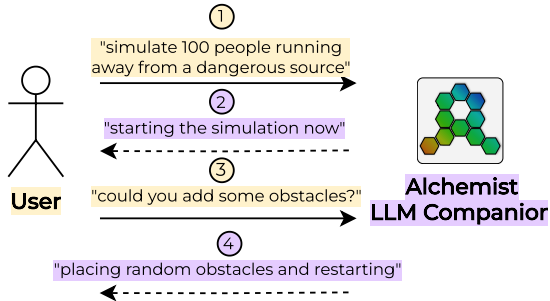 1
"simulate 100 people running
away from a dangerous source"
2
"starting the simulation now"
3
"could you add some obstacles?"
4
"placing random obstacles and restarting"
User
Alchemist
LLM Companion